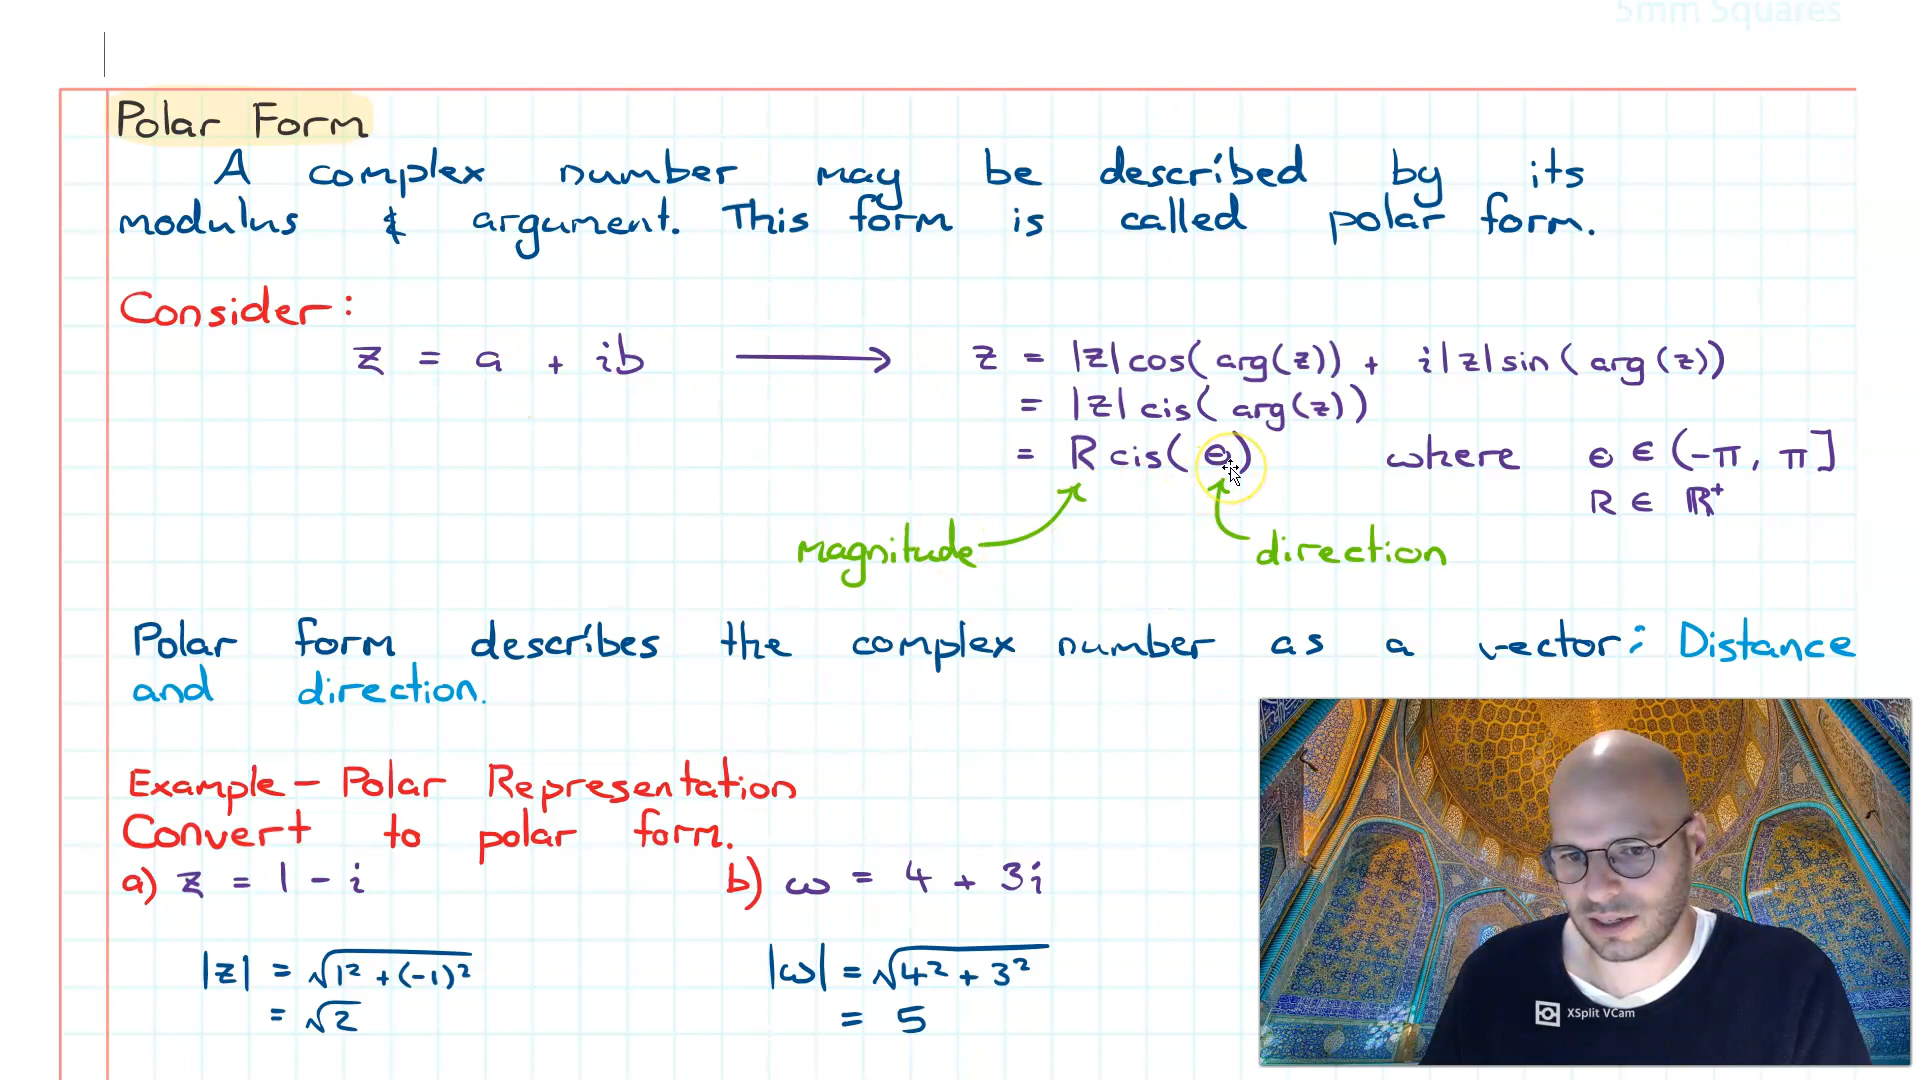 5mm Squares
Polar Form
A complex number may be described by its
modulus & argument. This form is called polar form.
Consider:
z = a + ib ⟶ z = |z|cos(arg(z)) + i|z|sin(arg(z))
= |z|cis(arg(z))
= R cis(θ) where θ ∈ (-π, π]
R ∈ ℝ⁺
magnitude direction
Polar form describes the complex number as a vector: Distance
and direction.
Example - Polar Representation
Convert to polar form.
a) z = 1 - i b) ω = 4 + 3i
|z| = √(1² + (-1)²) |ω| = √(4² + 3²)
= √2 = 5
XSplit VCam